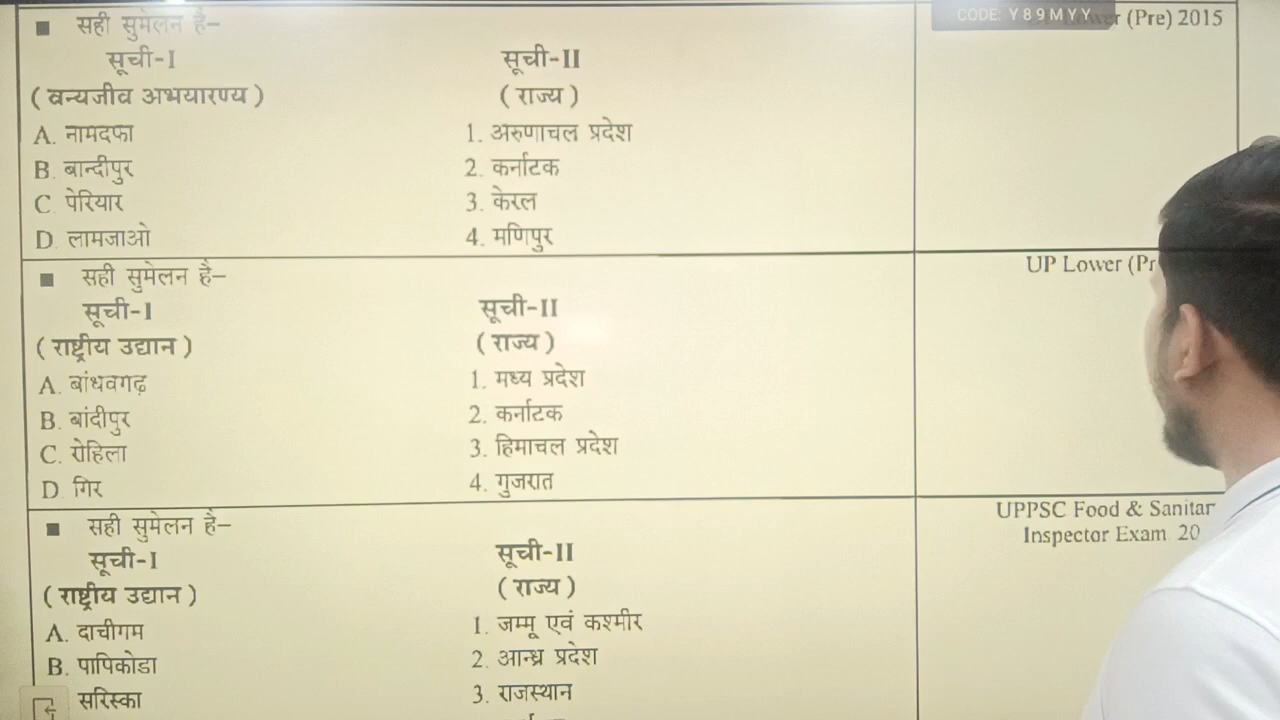 ■ सही सुमेलन है–
CODE: Y89MYY
(Pre) 2015
सूची-I सूची-II
(वन्यजीव अभयारण्य) (राज्य)
A. नामदफा 1. अरुणाचल प्रदेश
B. बान्दीपुर 2. कर्नाटक
C. पेरियार 3. केरल
D. लामजाओ 4. मणिपुर
■ सही सुमेलन है– UP Lower (Pr
सूची-I सूची-II
(राष्ट्रीय उद्यान) (राज्य)
A. बांधवगढ़ 1. मध्य प्रदेश
B. बांदीपुर 2. कर्नाटक
C. रोहिला 3. हिमाचल प्रदेश
D. गिर 4. गुजरात
■ सही सुमेलन है– UPPSC Food & Sanitar
Inspector Exam. 20
सूची-I सूची-II
(राष्ट्रीय उद्यान) (राज्य)
A. दाचीगम 1. जम्मू एवं कश्मीर
B. पापिकोडा 2. आन्ध्र प्रदेश
सरिस्का 3. राजस्थान